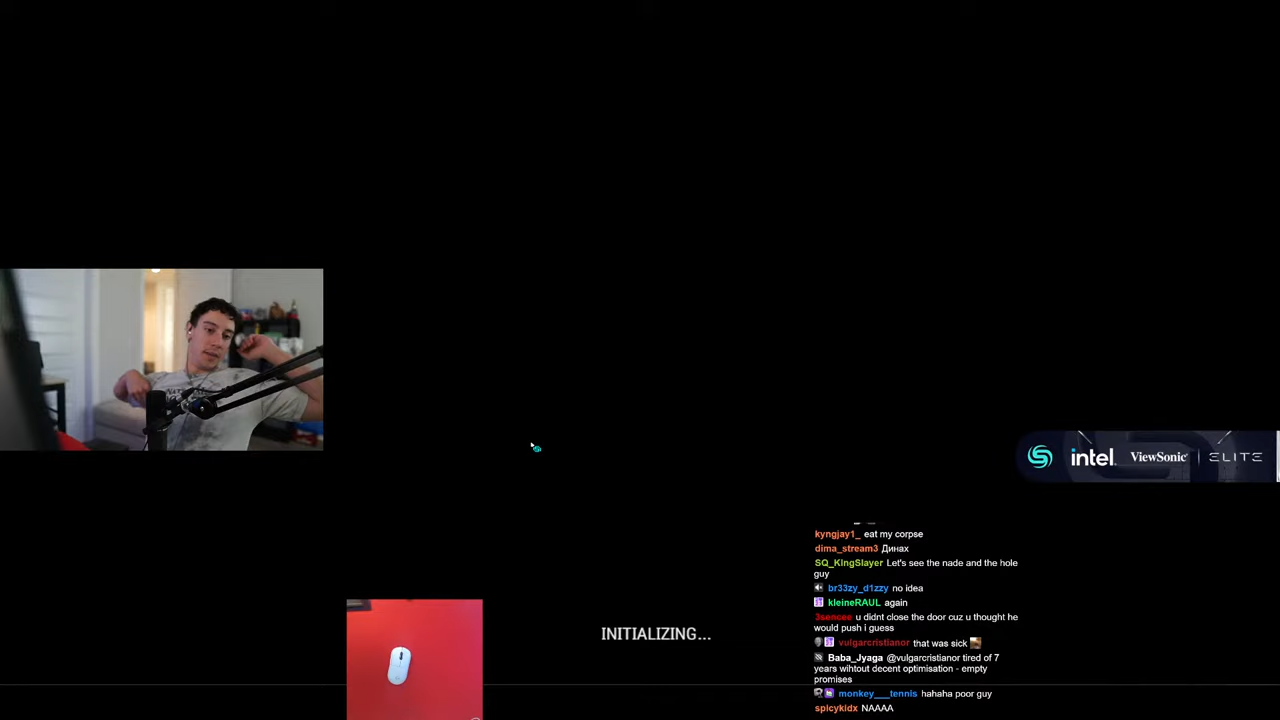 intel.
ViewSonic
ELITE
kyngjay1_ eat my corpse
dima_stream3 Динах
SQ_KingSlayer Let's see the nade and the hole
guy
br33zy_d1zzy no idea
kleineRAUL again
3sencee u didnt close the door cuz u thought he
would push i guess
vulgarcristianor that was sick
Baba_Jyaga @vulgarcristianor tired of 7
years wihtout decent optimisation - empty
promises
monkey___tennis hahaha poor guy
spicykidx NAAAA
INITIALIZING...